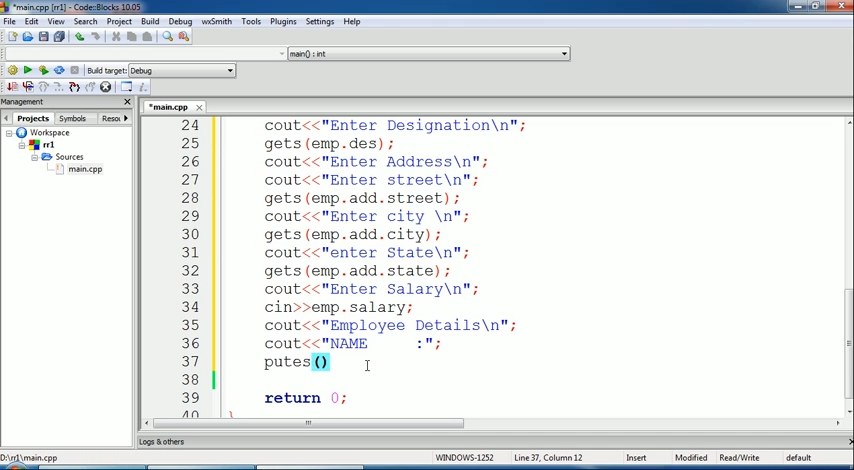 *main.cpp [rr1] - Code::Blocks 10.05
File Edit View Search Project Build Debug wxSmith Tools Plugins Settings Help
main() : int
Build target: Debug
Management
*main.cpp
Projects Symbols Resou
Workspace
rr1
Sources
main.cpp
24 cout<<"Enter Designation\n";
25 gets(emp.des);
26 cout<<"Enter Address\n";
27 cout<<"Enter street\n";
28 gets(emp.add.street);
29 cout<<"Enter city \n";
30 gets(emp.add.city);
31 cout<<"enter State\n";
32 gets(emp.add.state);
33 cout<<"Enter Salary\n";
34 cin>>emp.salary;
35 cout<<"Employee Details\n";
36 cout<<"NAME     :";
37 putes()
38
39 return 0;
40 }
Logs & others
D:\rr1\main.cpp WINDOWS-1252 Line 37, Column 12 Insert Modified Read/Write default